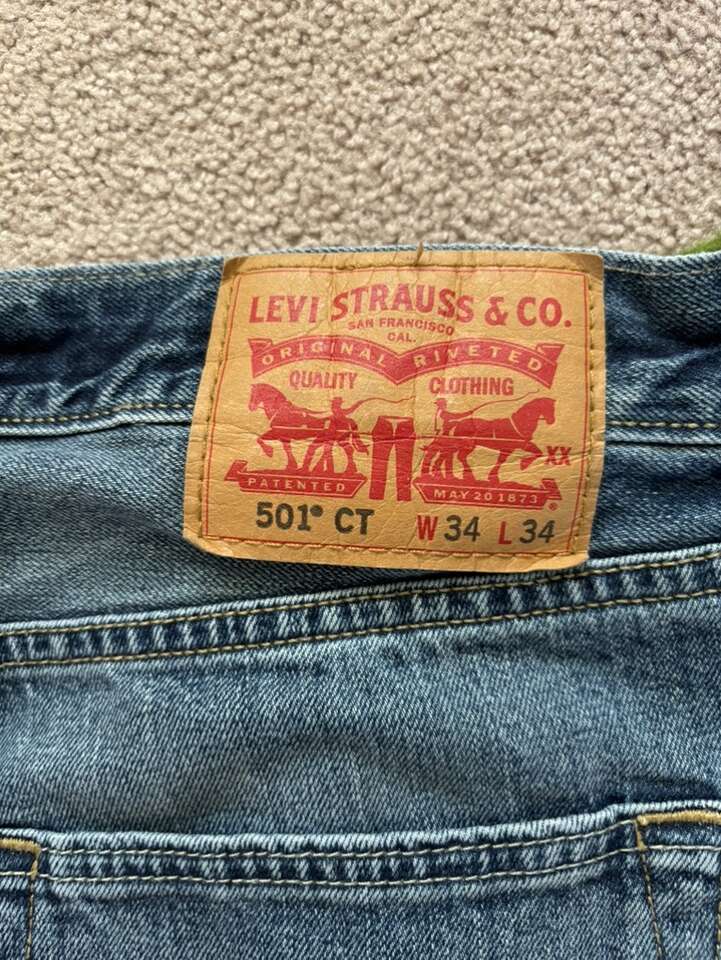 LEVI STRAUSS & CO.
SAN FRANCISCO
CAL.
ORIGINAL RIVETED
QUALITY CLOTHING
XX
PATENTED MAY 20 1873 ®
501® CT W 34 L 34